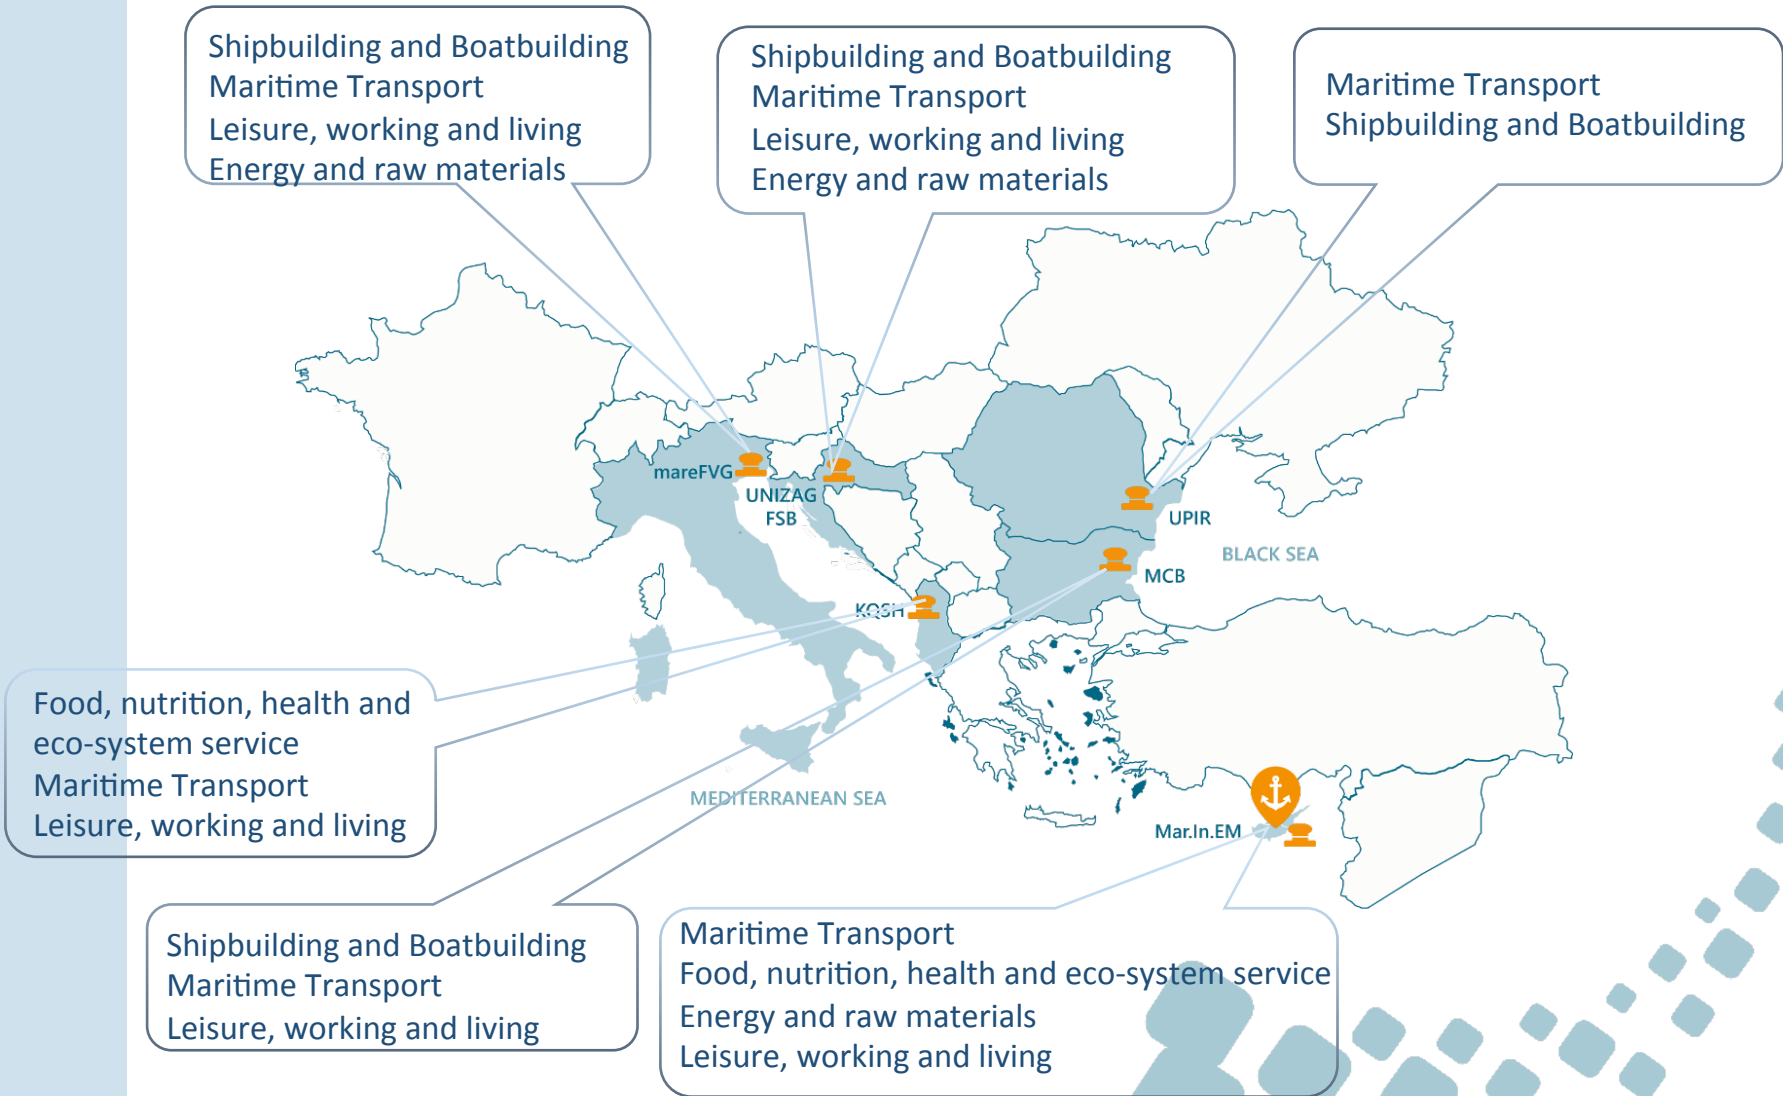 Shipbuilding and Boatbuilding
Maritime Transport
Leisure, working and living
Energy and raw materials
Shipbuilding and Boatbuilding
Maritime Transport
Leisure, working and living
Energy and raw materials
Maritime Transport
Shipbuilding and Boatbuilding
mareFVG
UNIZAG
FSB
UPIR
BLACK SEA
MCB
KQSH
Food, nutrition, health and
eco-system service
Maritime Transport
Leisure, working and living
MEDITERRANEAN SEA
Mar.In.EM
Shipbuilding and Boatbuilding
Maritime Transport
Leisure, working and living
Maritime Transport
Food, nutrition, health and eco-system service
Energy and raw materials
Leisure, working and living